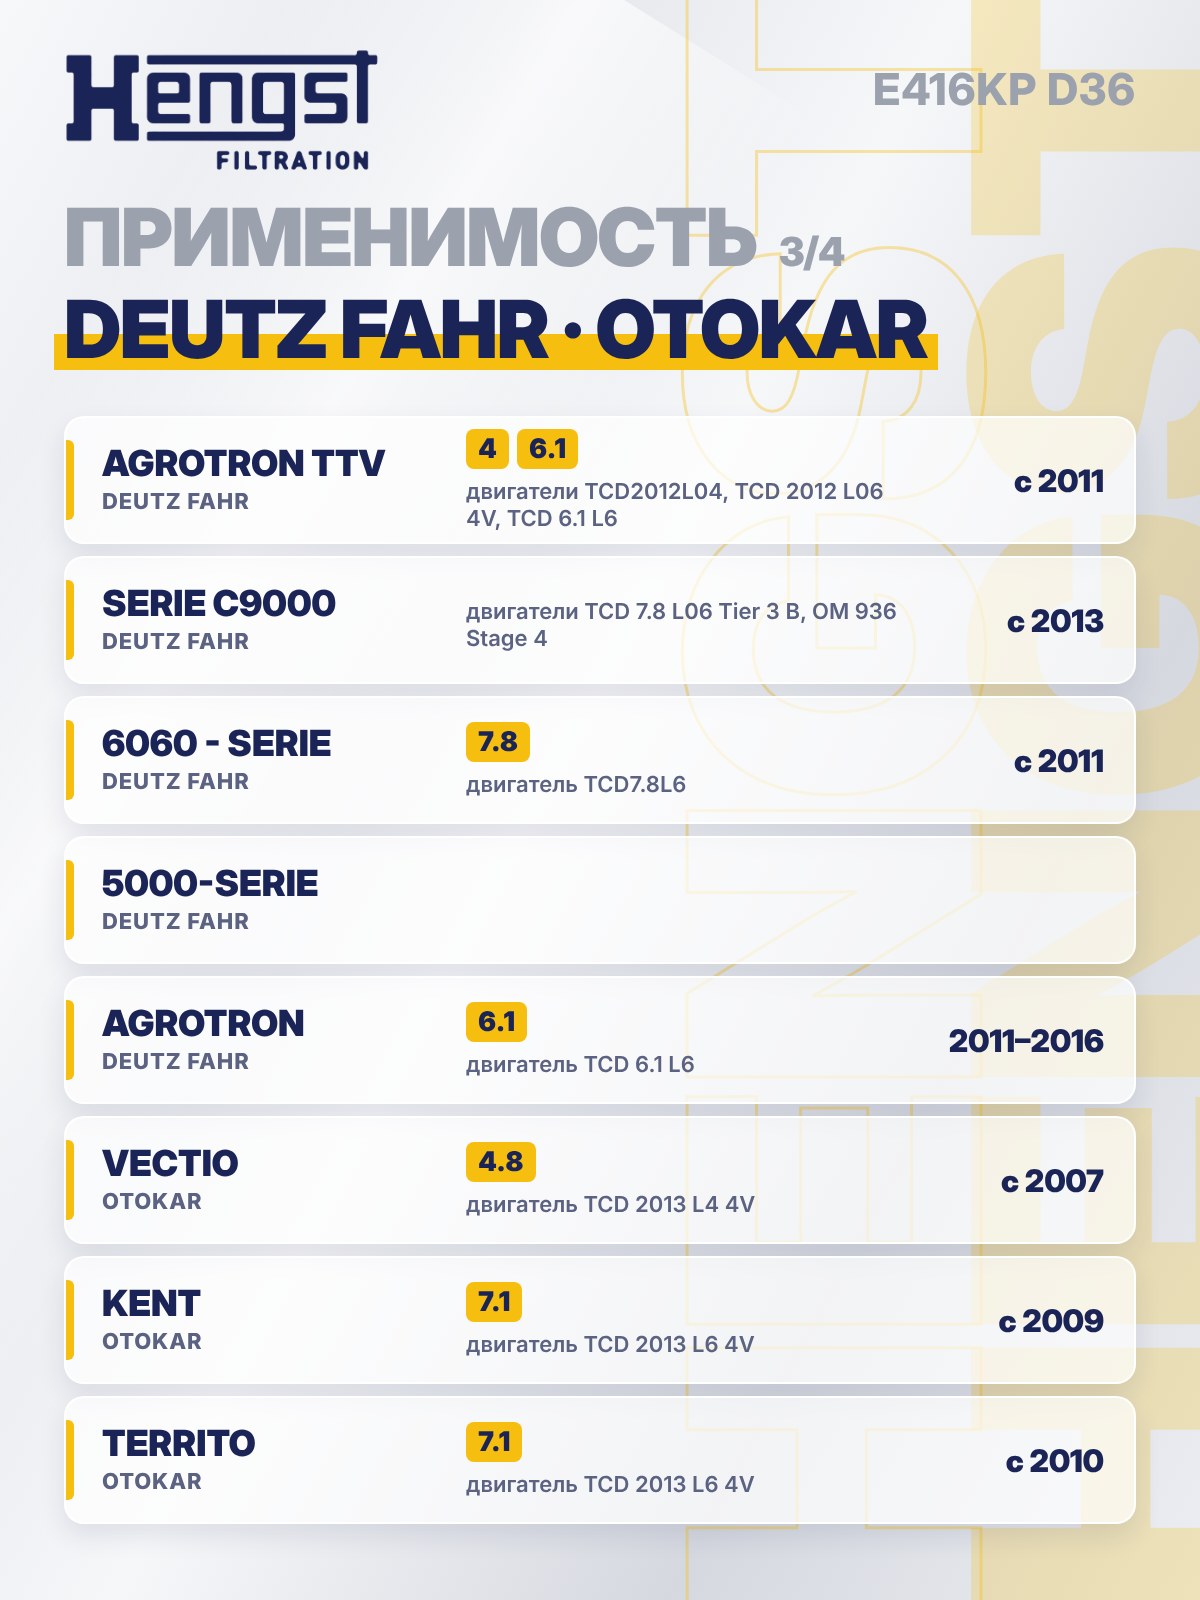 Hengst
FILTRATION
E416KP D36
ПРИМЕНИМОСТЬ 3/4
DEUTZ FAHR · OTOKAR
AGROTRON TTV
DEUTZ FAHR
4 6.1
двигатели TCD2012L04, TCD 2012 L06
4V, TCD 6.1 L6
с 2011
SERIE C9000
DEUTZ FAHR
двигатели TCD 7.8 L06 Tier 3 B, OM 936
Stage 4
с 2013
6060 - SERIE
DEUTZ FAHR
7.8
двигатель TCD7.8L6
с 2011
5000-SERIE
DEUTZ FAHR
AGROTRON
DEUTZ FAHR
6.1
двигатель TCD 6.1 L6
2011–2016
VECTIO
OTOKAR
4.8
двигатель TCD 2013 L4 4V
с 2007
KENT
OTOKAR
7.1
двигатель TCD 2013 L6 4V
с 2009
TERRITO
OTOKAR
7.1
двигатель TCD 2013 L6 4V
с 2010
HENGST